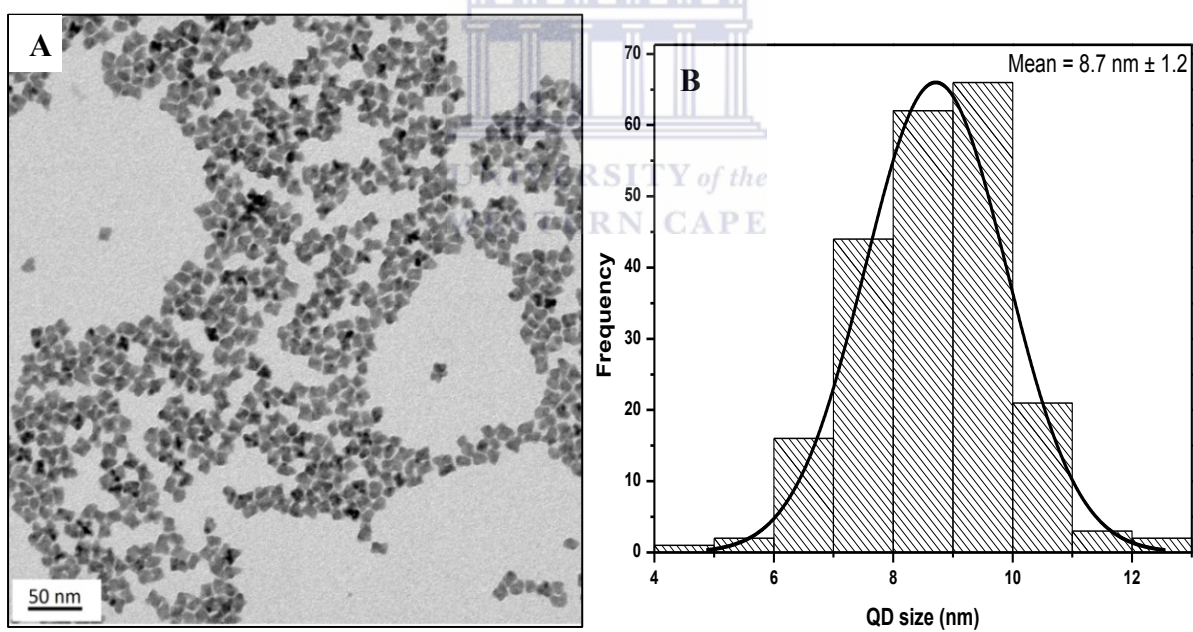 A
50 nm
UNIVERSITY of the
WESTERN CAPE
B
Mean = 8.7 nm ± 1.2
Frequency
70
60
50
40
30
20
10
0
4
6
8
10
12
QD size (nm)